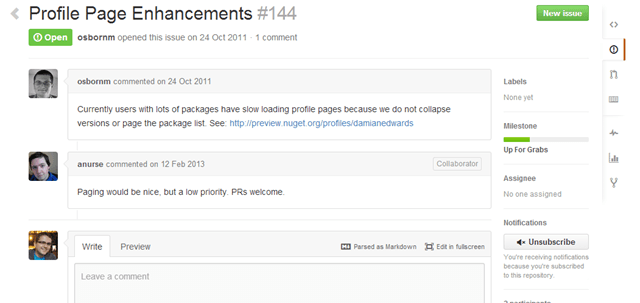 Profile Page Enhancements #144
New issue
Open osbornm opened this issue on 24 Oct 2011 · 1 comment
osbornm commented on 24 Oct 2011
Currently users with lots of packages have slow loading profile pages because we do not collapse
versions or page the package list. See: http://preview.nuget.org/profiles/damianedwards
anurse commented on 12 Feb 2013
Collaborator
Paging would be nice, but a low priority. PRs welcome.
Write Preview
Parsed as Markdown Edit in fullscreen
Leave a comment
Labels
None yet
Milestone
Up For Grabs
Assignee
No one assigned
Notifications
Unsubscribe
You're receiving notifications
because you're subscribed
to this repository.